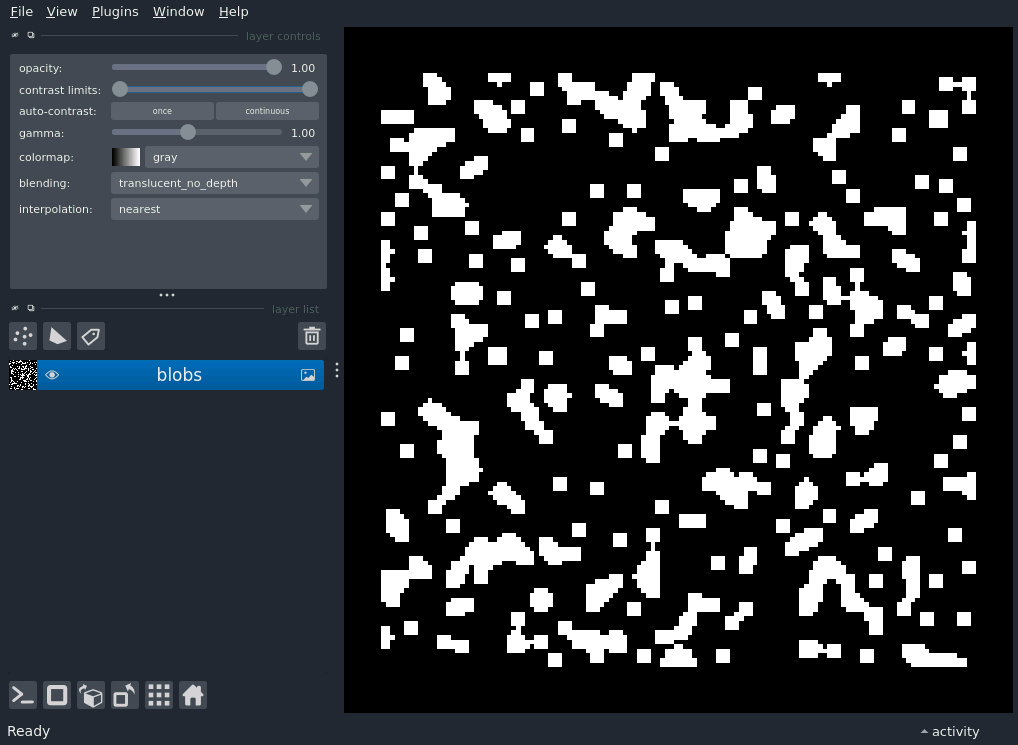 File View Plugins Window Help
layer controls
opacity: 1.00
contrast limits:
auto-contrast: once continuous
gamma: 1.00
colormap: gray
blending: translucent_no_depth
interpolation: nearest
layer list
blobs
Ready
activity